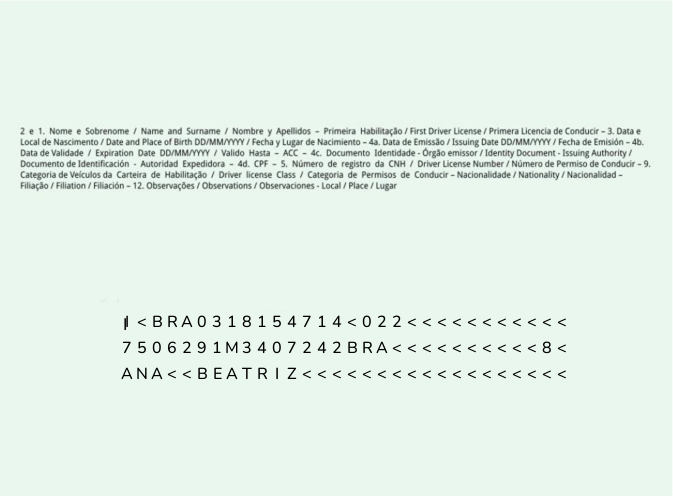 2 e 1. Nome e Sobrenome / Name and Surname / Nombre y Apellidos – Primeira Habilitação / First Driver License / Primera Licencia de Conducir – 3. Data e
Local de Nascimento / Date and Place of Birth DD/MM/YYYY / Fecha y Lugar de Nacimiento – 4a. Data de Emissão / Issuing Date DD/MM/YYYY / Fecha de Emisión – 4b.
Data de Validade / Expiration Date DD/MM/YYYY / Valido Hasta – ACC – 4c. Documento Identidade - Órgão emissor / Identity Document - Issuing Authority /
Documento de Identificación - Autoridad Expedidora – 4d. CPF – 5. Número de registro da CNH / Driver License Number / Número de Permiso de Conducir – 9.
Categoria de Veículos da Carteira de Habilitação / Driver license Class / Categoria de Permisos de Conducir – Nacionalidade / Nationality / Nacionalidad –
Filiação / Filiation / Filiación – 12. Observações / Observations / Observaciones - Local / Place / Lugar
I<BRA0318154714<022<<<<<<<<<<<
7506291M3407242BRA<<<<<<<<<<8<
ANA<<BEATRIZ<<<<<<<<<<<<<<<<<<